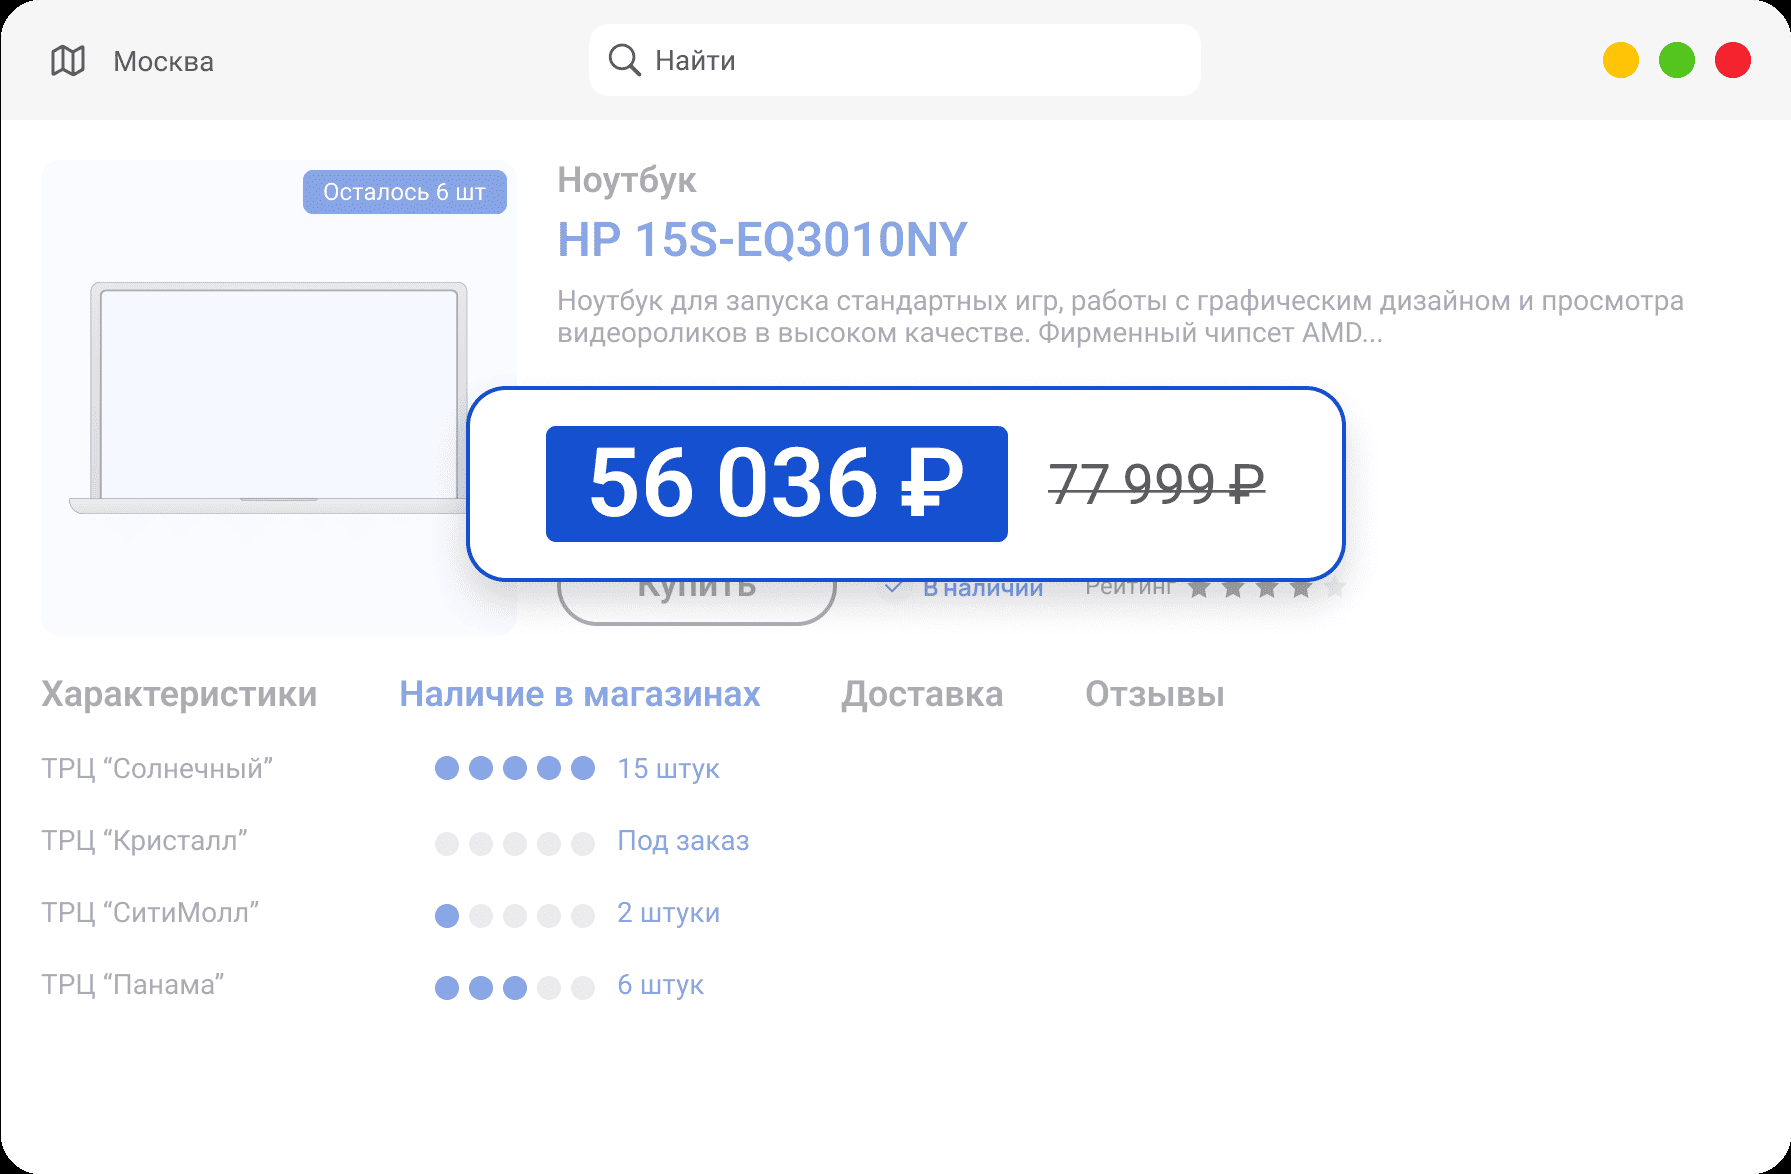 Москва
Найти
Осталось 6 шт
Ноутбук
HP 15S-EQ3010NY
Ноутбук для запуска стандартных игр, работы с графическим дизайном и просмотра
видеороликов в высоком качестве. Фирменный чипсет AMD...
56 036 ₽ 77 999 ₽
Купить В наличии Рейтинг
Характеристики Наличие в магазинах Доставка Отзывы
ТРЦ “Солнечный” 15 штук
ТРЦ “Кристалл” Под заказ
ТРЦ “СитиМолл” 2 штуки
ТРЦ “Панама” 6 штук